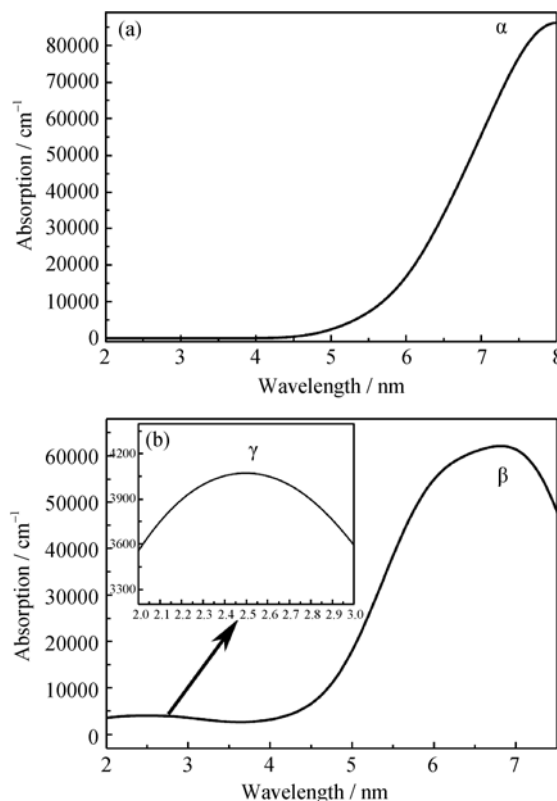 (a)
α
80000
70000
60000
50000
40000
30000
20000
10000
0
Absorption / cm⁻¹
2 3 4 5 6 7 8
Wavelength / nm
(b)
γ
4200
3900
3600
3300
2.0 2.1 2.2 2.3 2.4 2.5 2.6 2.7 2.8 2.9 3.0
β
60000
50000
40000
30000
20000
10000
0
Absorption / cm⁻¹
2 3 4 5 6 7
Wavelength / nm